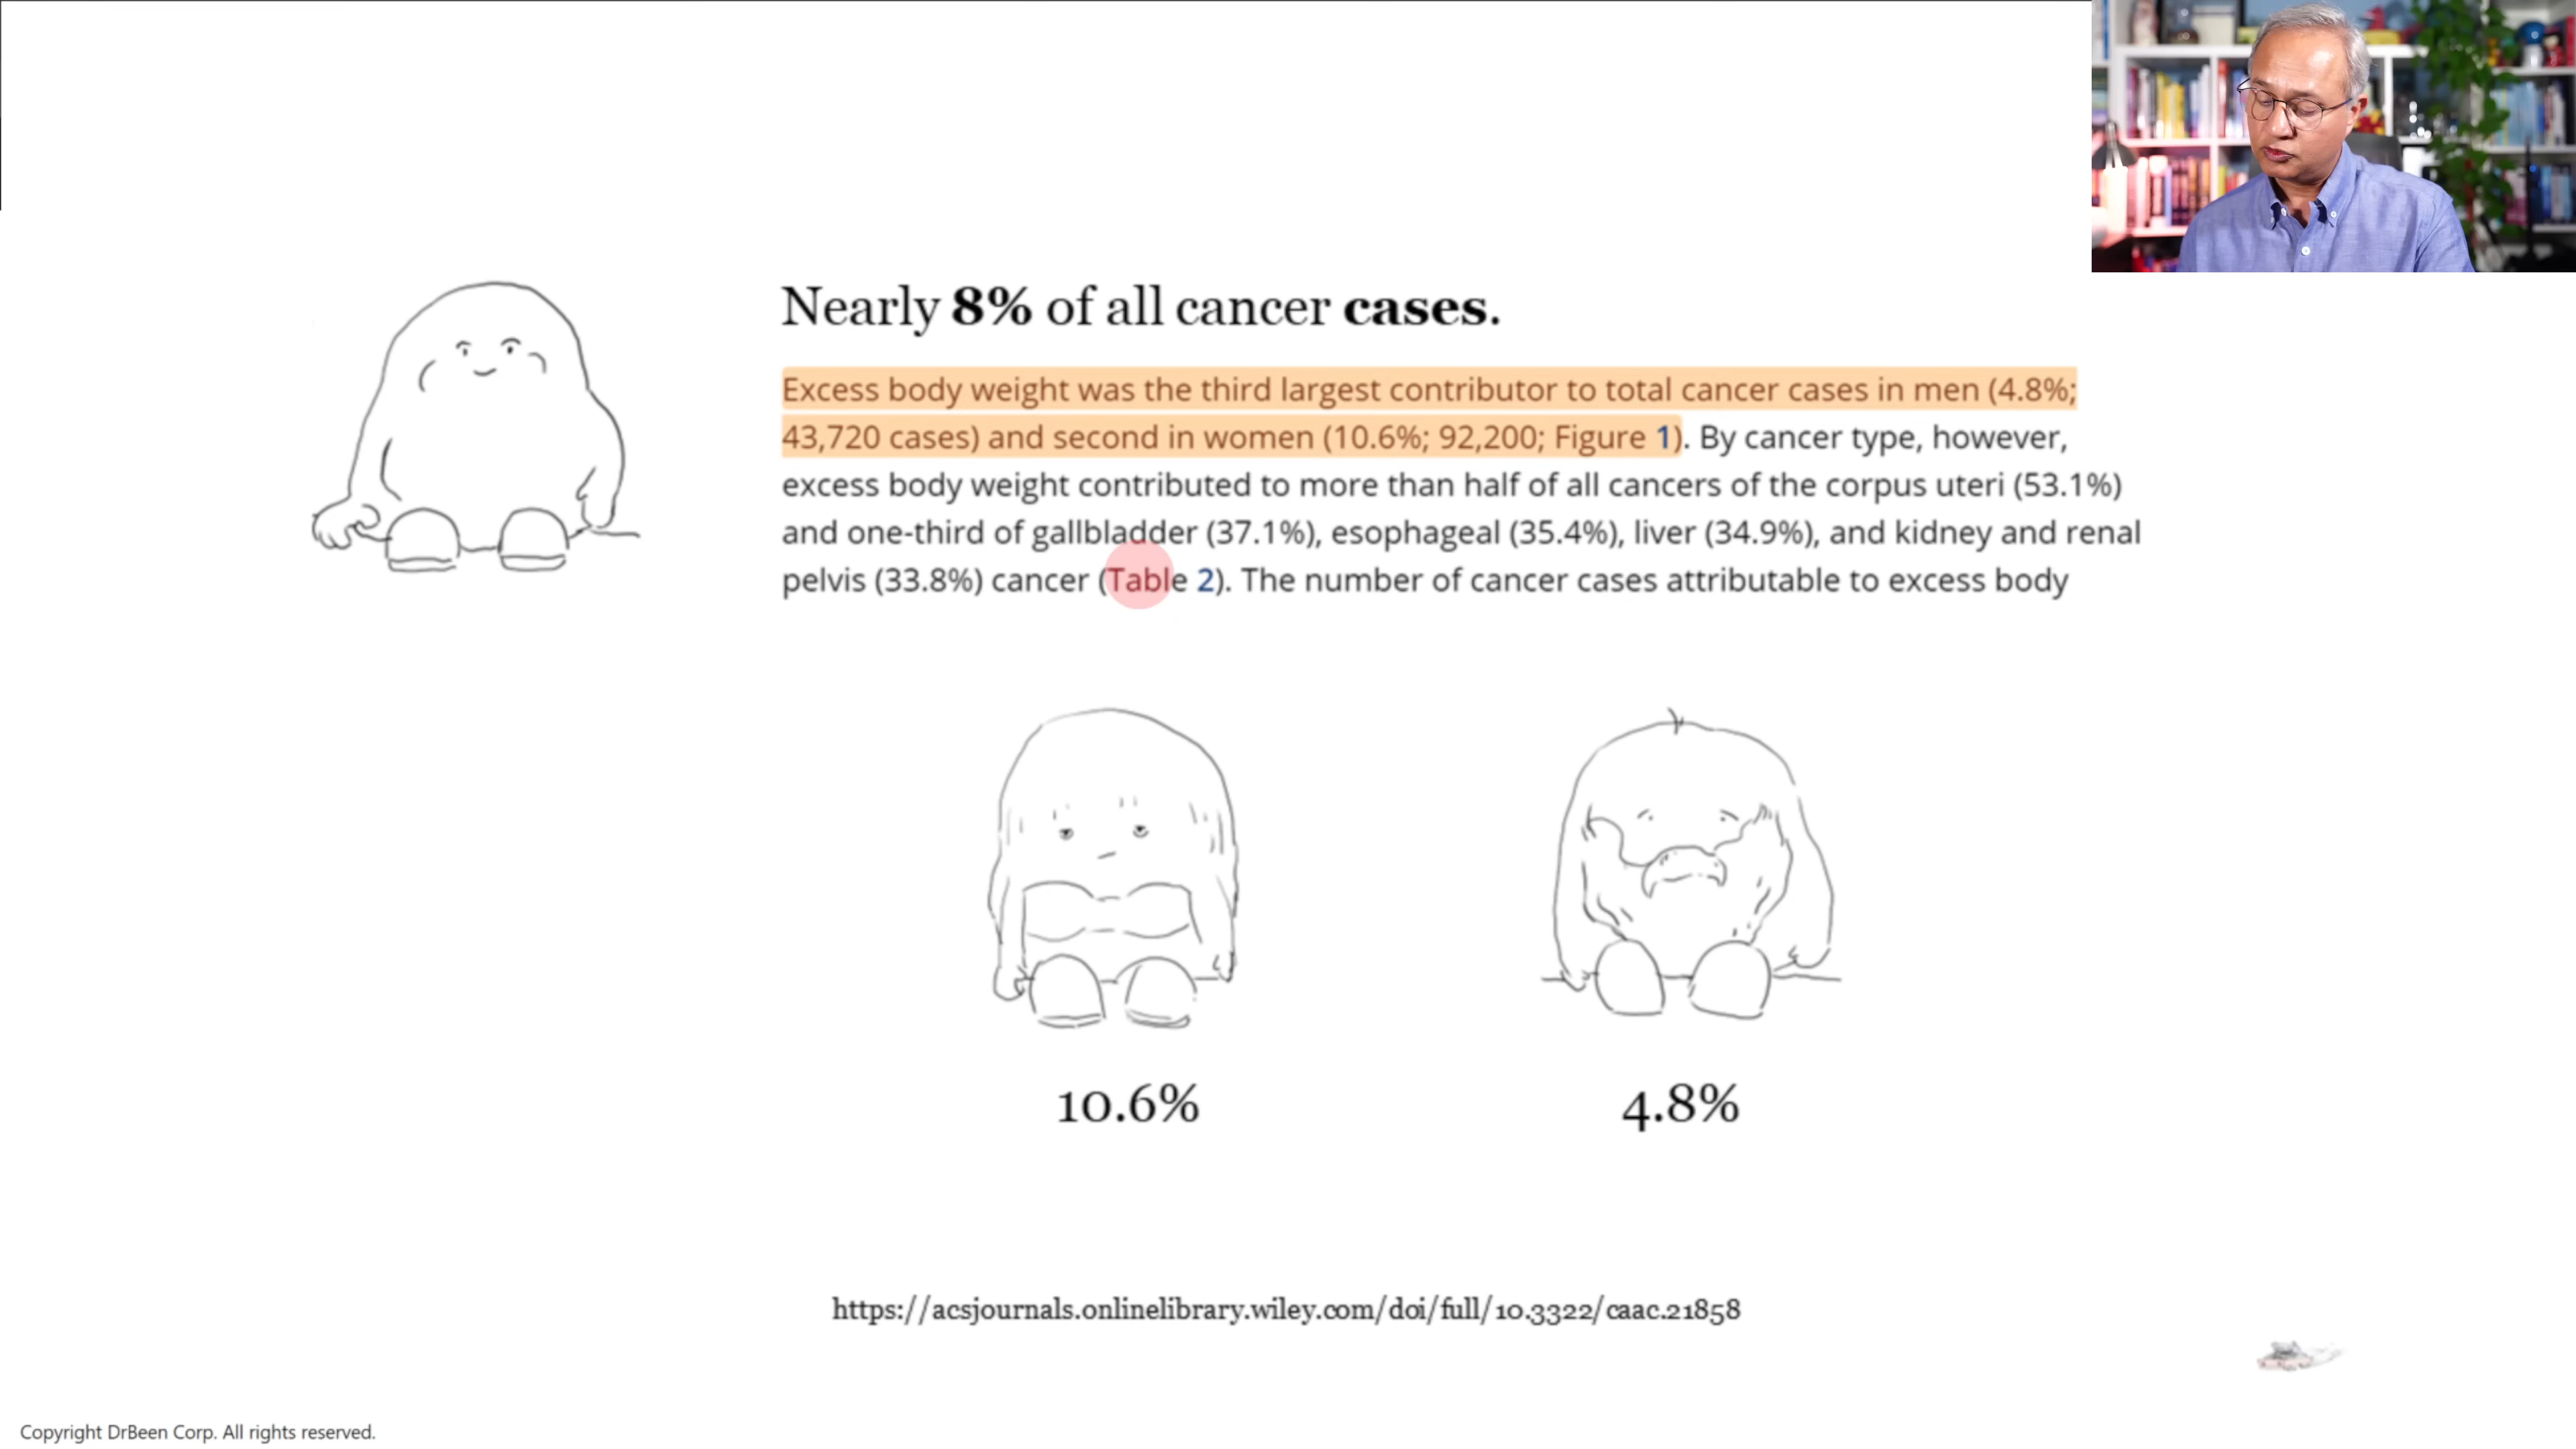 Nearly 8% of all cancer cases.
Excess body weight was the third largest contributor to total cancer cases in men (4.8%;
43,720 cases) and second in women (10.6%; 92,200; Figure 1). By cancer type, however,
excess body weight contributed to more than half of all cancers of the corpus uteri (53.1%)
and one-third of gallbladder (37.1%), esophageal (35.4%), liver (34.9%), and kidney and renal
pelvis (33.8%) cancer (Table 2). The number of cancer cases attributable to excess body
10.6%
4.8%
https://acsjournals.onlinelibrary.wiley.com/doi/full/10.3322/caac.21858
Copyright DrBeen Corp. All rights reserved.